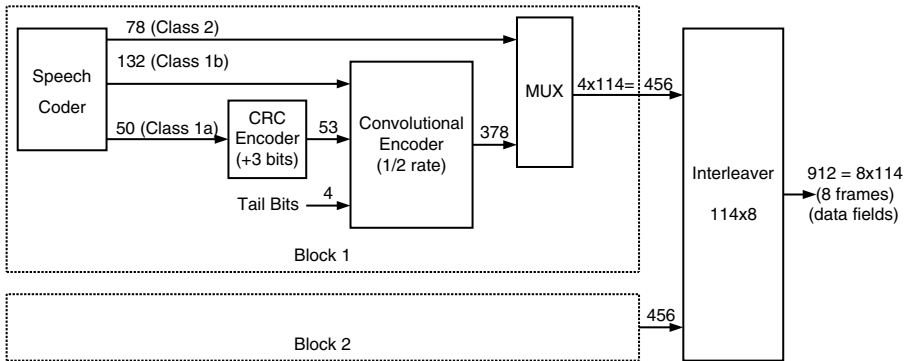 78 (Class 2)
132 (Class 1b)
Speech
Coder
50 (Class 1a)
CRC
Encoder
(+3 bits)
53
Tail Bits
4
Convolutional
Encoder
(1/2 rate)
378
MUX
4x114= 456
Block 1
Interleaver
114x8
912 = 8x114
(8 frames)
(data fields)
Block 2
456